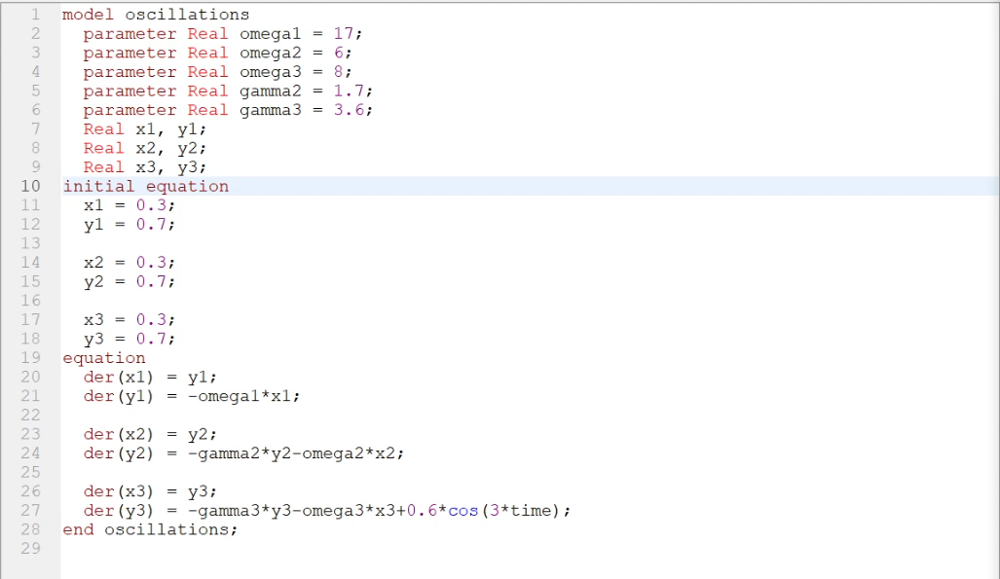 1 model oscillations
2   parameter Real omega1 = 17;
3   parameter Real omega2 = 6;
4   parameter Real omega3 = 8;
5   parameter Real gamma2 = 1.7;
6   parameter Real gamma3 = 3.6;
7   Real x1, y1;
8   Real x2, y2;
9   Real x3, y3;
10 initial equation
11   x1 = 0.3;
12   y1 = 0.7;
13
14   x2 = 0.3;
15   y2 = 0.7;
16
17   x3 = 0.3;
18   y3 = 0.7;
19 equation
20   der(x1) = y1;
21   der(y1) = -omega1*x1;
22
23   der(x2) = y2;
24   der(y2) = -gamma2*y2-omega2*x2;
25
26   der(x3) = y3;
27   der(y3) = -gamma3*y3-omega3*x3+0.6*cos(3*time);
28 end oscillations;
29